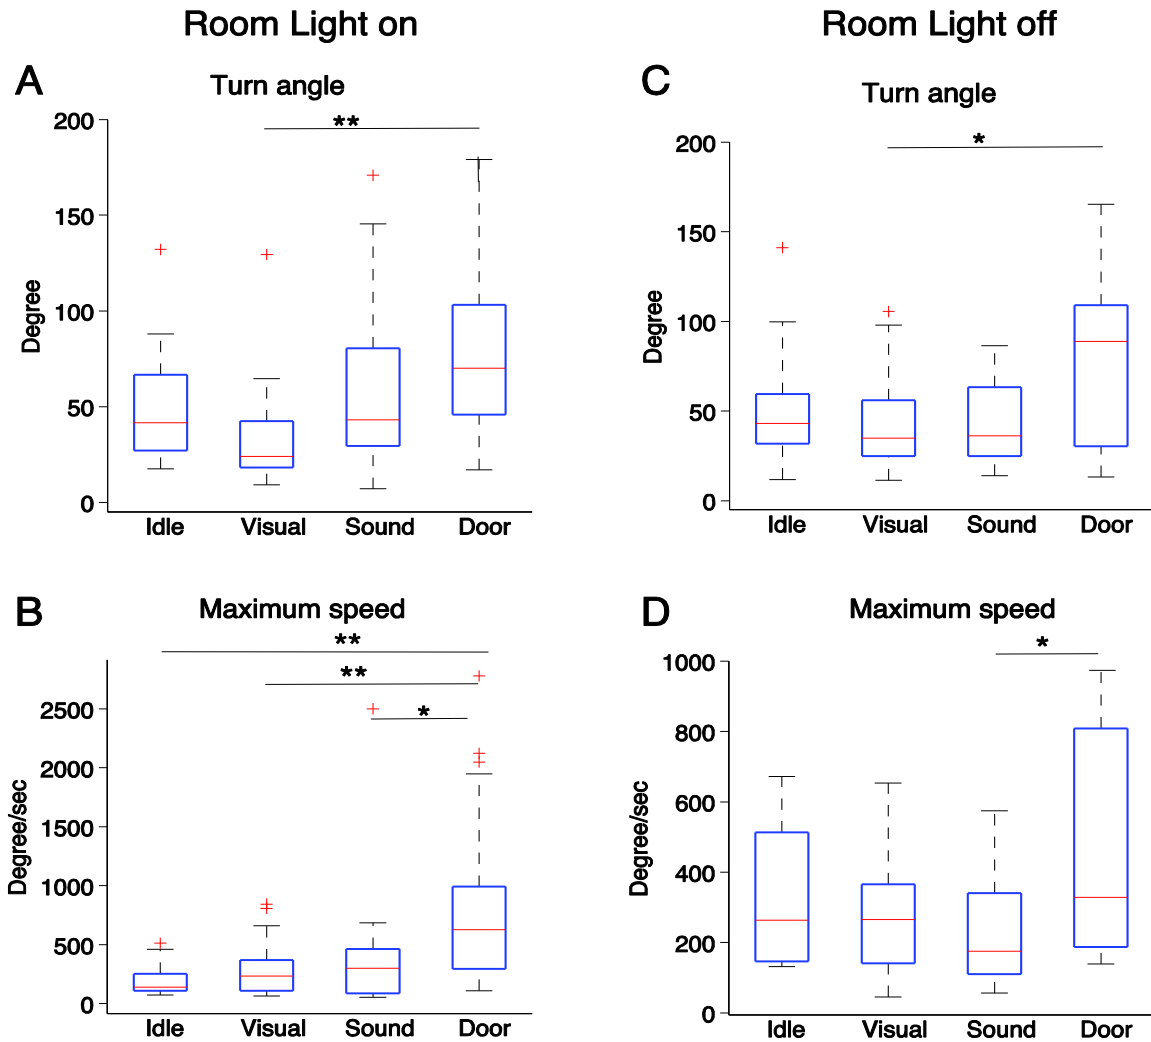 Room Light on
Room Light off
A
Turn angle
**
200
150
100
50
0
Degree
Idle Visual Sound Door
C
Turn angle
*
200
150
100
50
0
Degree
Idle Visual Sound Door
B
Maximum speed
**
**
*
2500
2000
1500
1000
500
0
Degree/sec
Idle Visual Sound Door
D
Maximum speed
*
1000
800
600
400
200
0
Degree/sec
Idle Visual Sound Door